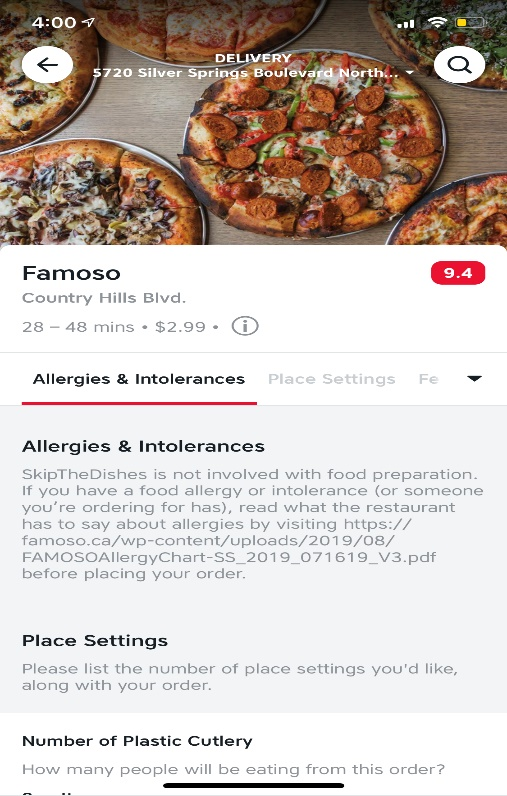 4:00
DELIVERY
5720 Silver Springs Boulevard North...
Famoso
9.4
Country Hills Blvd.
28 – 48 mins • $2.99 •
Allergies & Intolerances Place Settings Fe
Allergies & Intolerances
SkipTheDishes is not involved with food preparation.
If you have a food allergy or intolerance (or someone
you're ordering for has), read what the restaurant
has to say about allergies by visiting https://
famoso.ca/wp-content/uploads/2019/08/
FAMOSOAllergyChart-SS_2019_071619_V3.pdf
before placing your order.
Place Settings
Please list the number of place settings you'd like,
along with your order.
Number of Plastic Cutlery
How many people will be eating from this order?